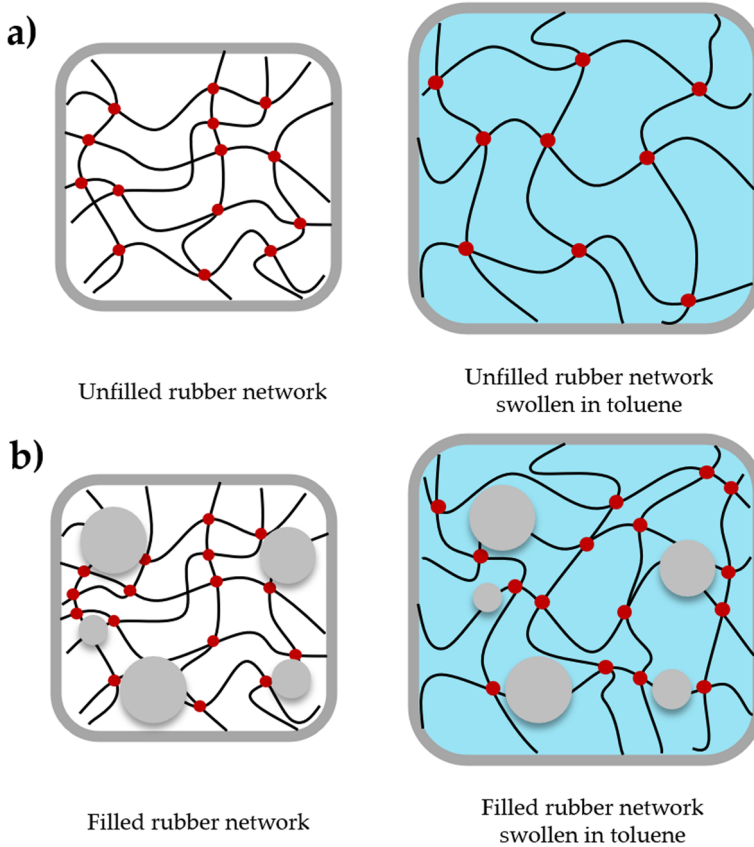 a)
Unfilled rubber network
Unfilled rubber network
swollen in toluene
b)
Filled rubber network
Filled rubber network
swollen in toluene